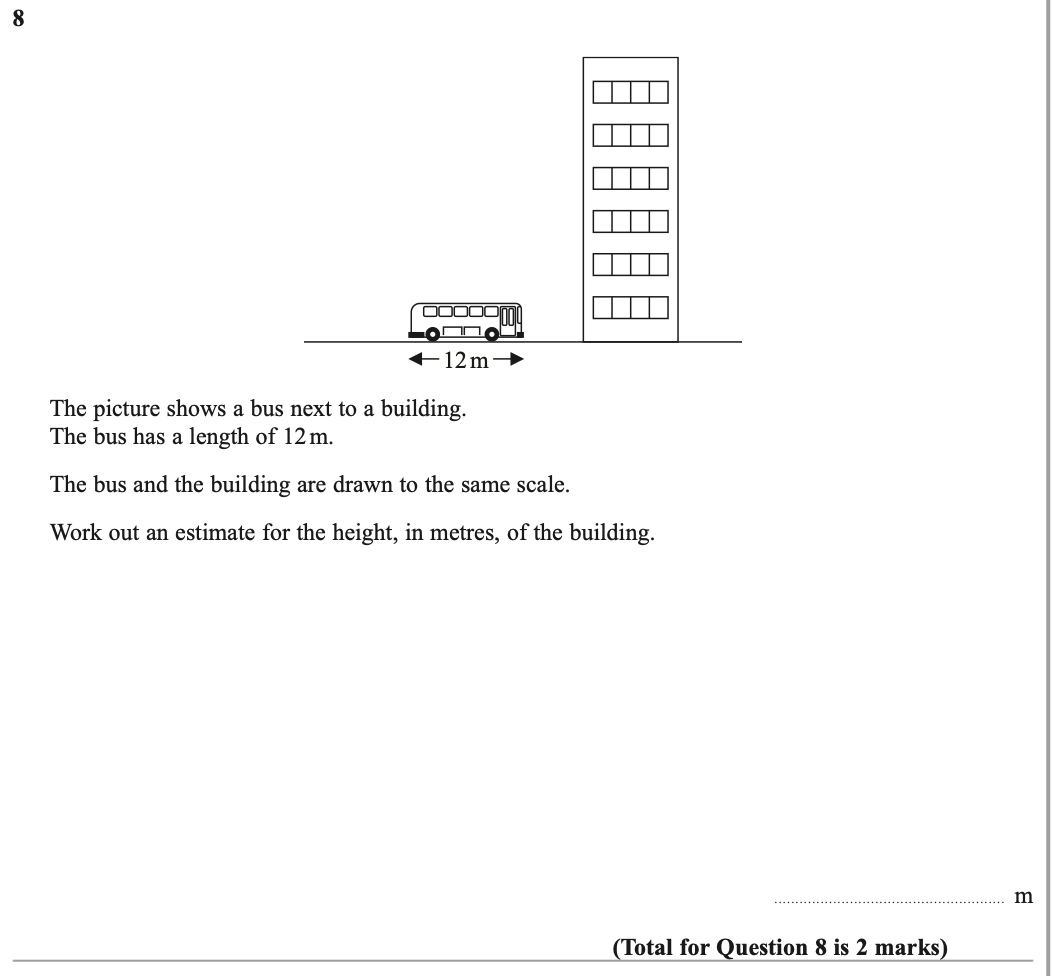 8
12 m
The picture shows a bus next to a building.
The bus has a length of 12 m.
The bus and the building are drawn to the same scale.
Work out an estimate for the height, in metres, of the building.
....................................................... m
(Total for Question 8 is 2 marks)